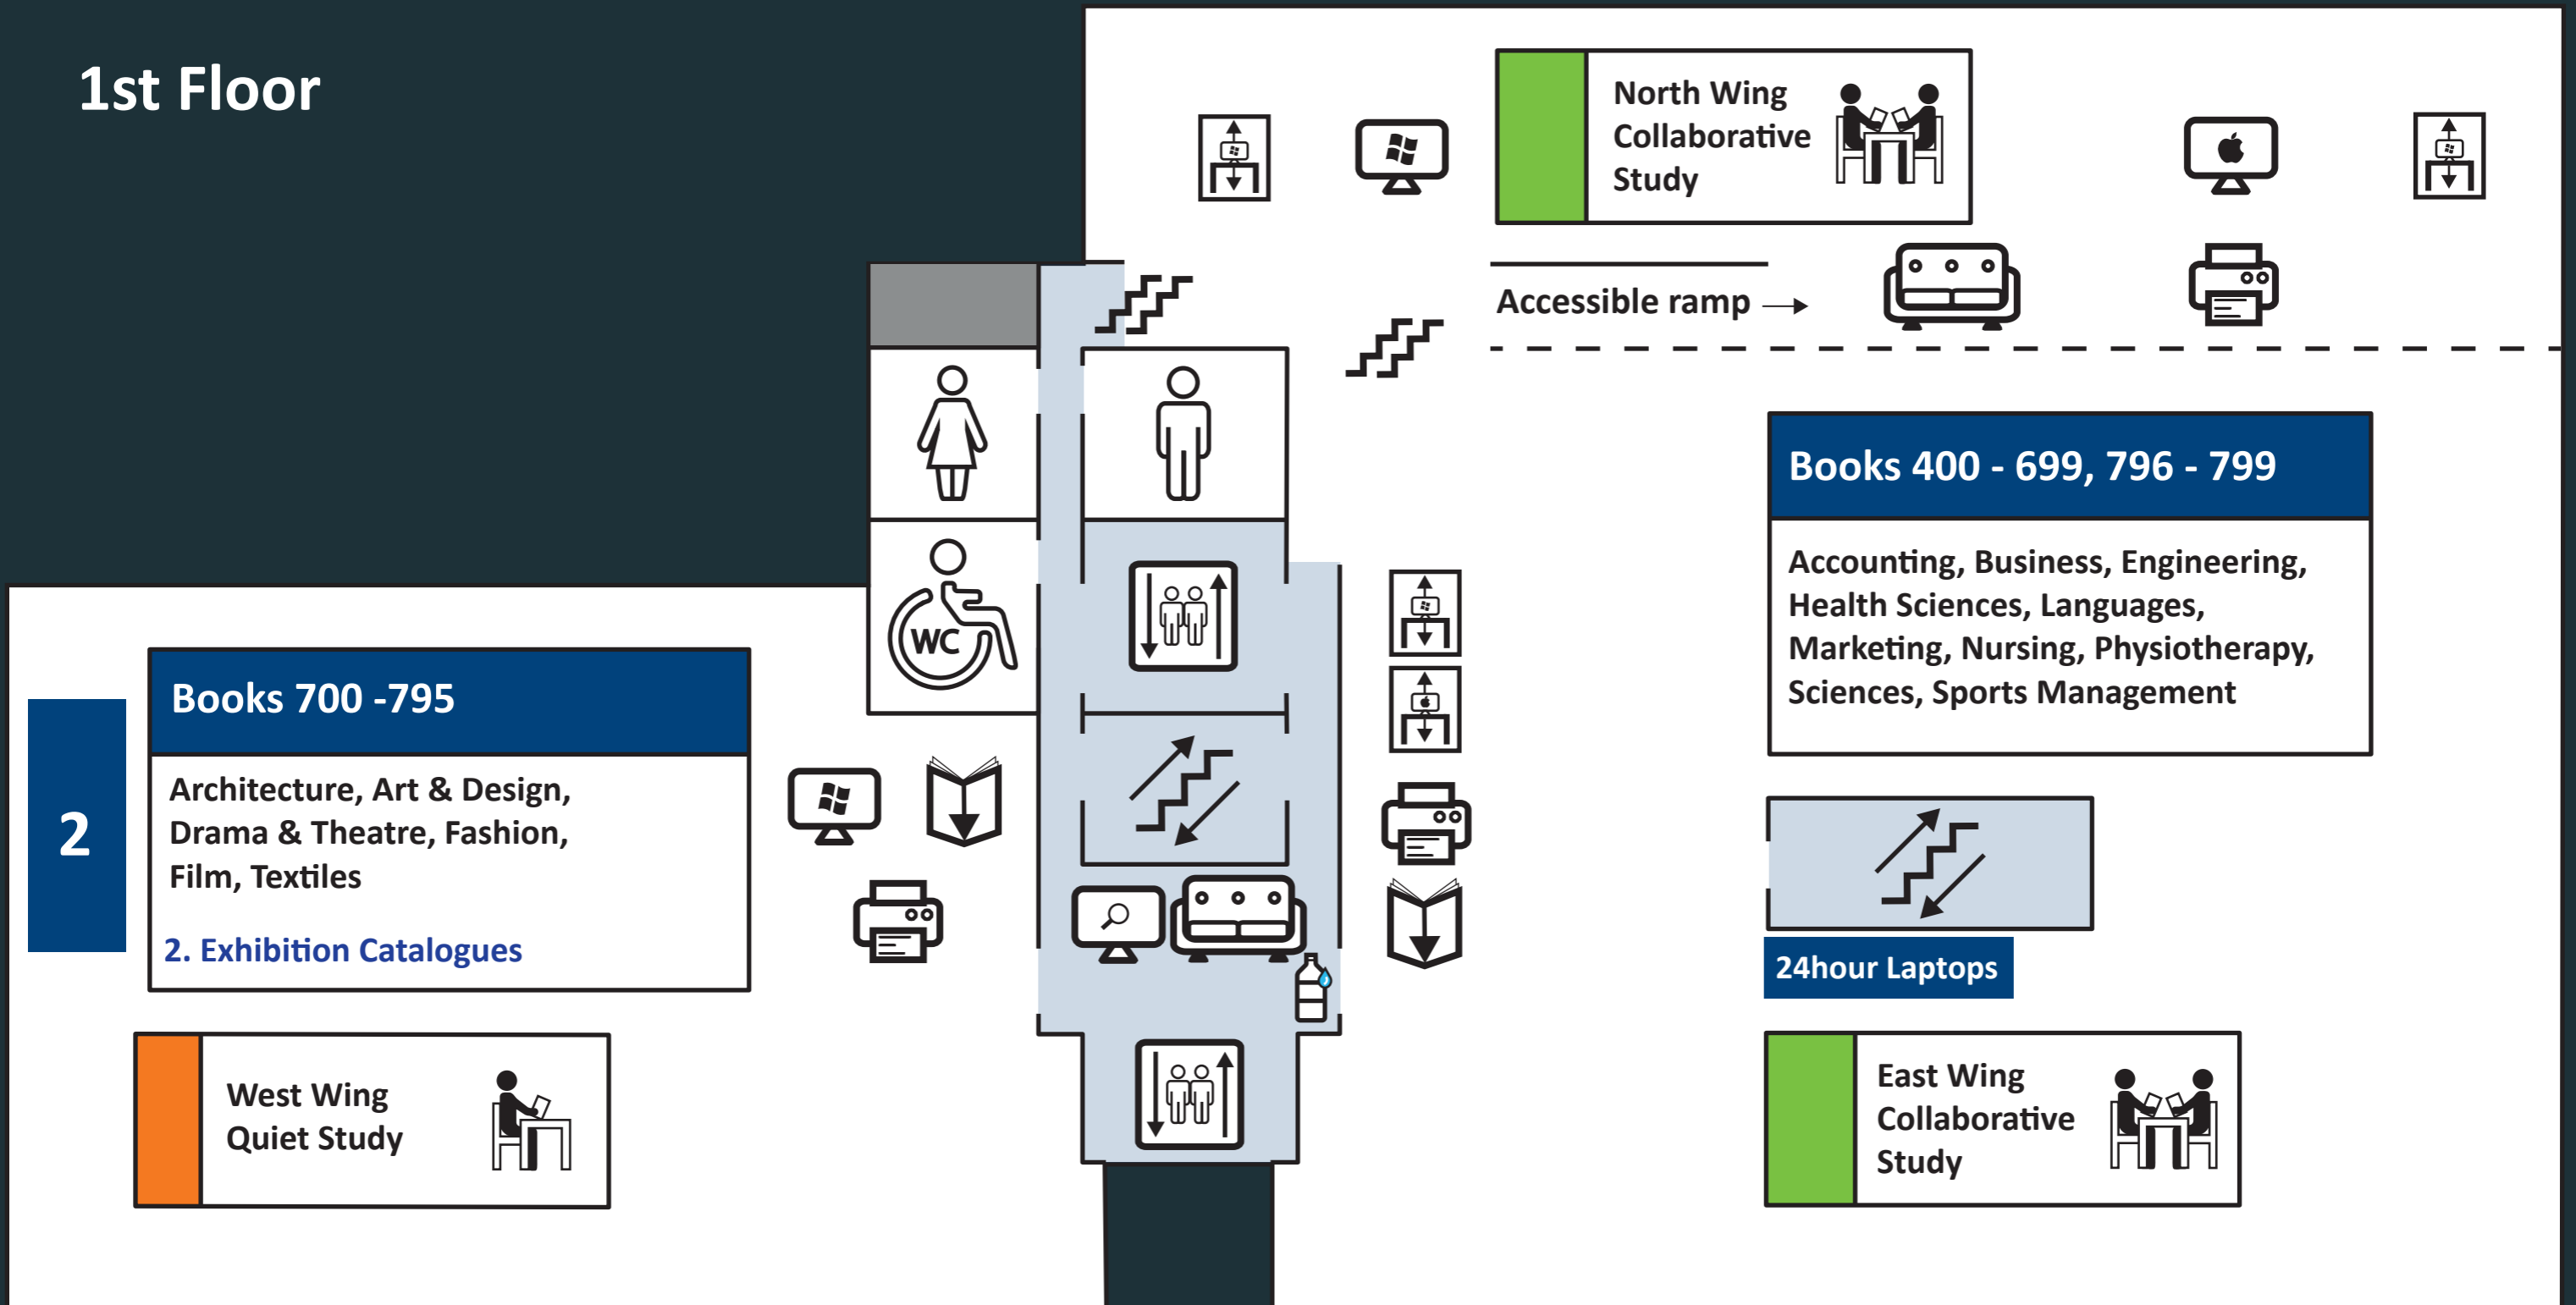 1st Floor
North Wing
Collaborative
Study
Accessible ramp
Books 400 - 699, 796 - 799
Accounting, Business, Engineering,
Health Sciences, Languages,
Marketing, Nursing, Physiotherapy,
Sciences, Sports Management
WC
Books 700 -795
2
Architecture, Art & Design,
Drama & Theatre, Fashion,
Film, Textiles
2. Exhibition Catalogues
24hour Laptops
West Wing
Quiet Study
East Wing
Collaborative
Study